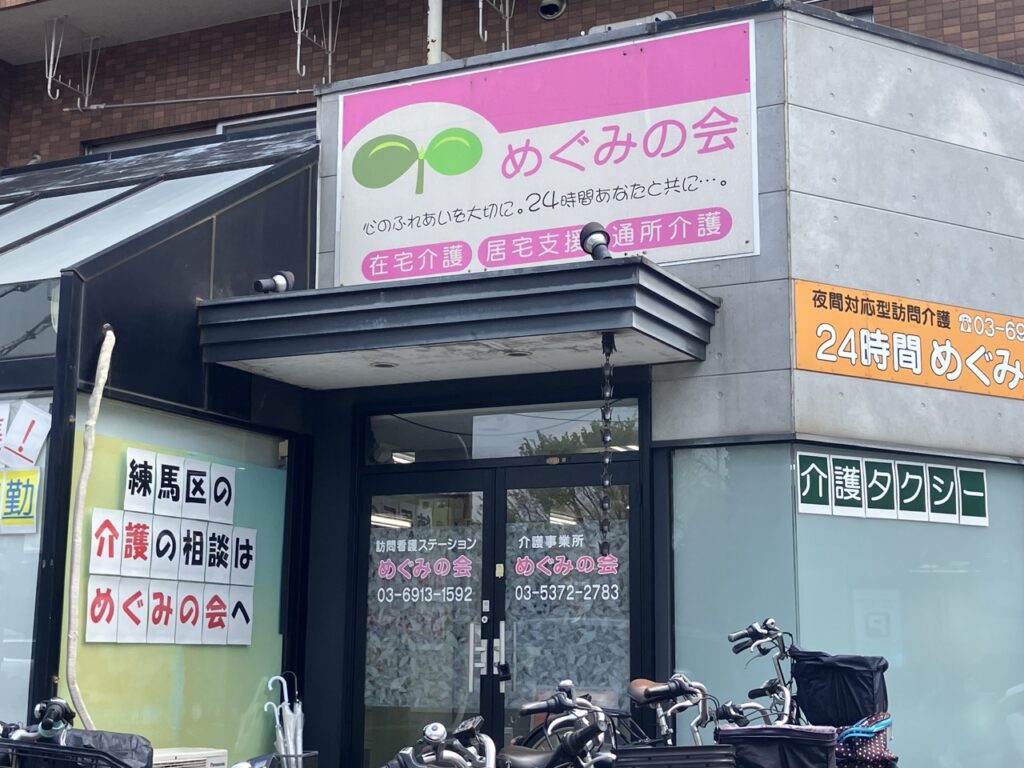 めぐみの会
心のふれあいを大切に。24時間あなたと共に…。
在宅介護 居宅支援 通所介護
夜間対応型訪問介護 ☎03-69
24時間 めぐみ
介護タクシー
！
勤
練馬区の
介護の相談は
めぐみの会へ
訪問看護ステーション
めぐみの会
03-6913-1592
介護事業所
めぐみの会
03-5372-2783
Panasonic